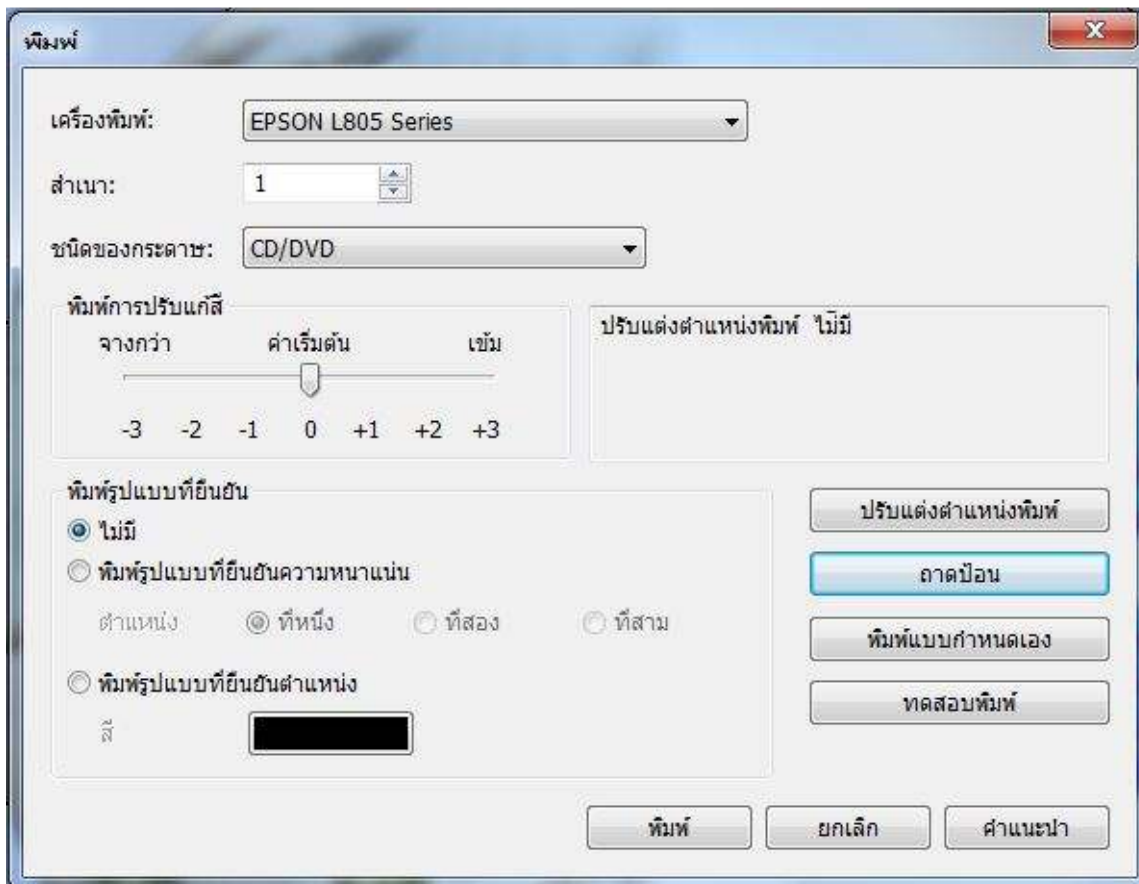 พิมพ์
เครื่องพิมพ์: EPSON L805 Series
สำเนา: 1
ชนิดของกระดาษ: CD/DVD
พิมพ์การปรับแก้สี
จางกว่า ค่าเริ่มต้น เข้ม
-3 -2 -1 0 +1 +2 +3
ปรับแต่งตำแหน่งพิมพ์ ไม่มี
พิมพ์รูปแบบที่ยืนยัน
ไม่มี
พิมพ์รูปแบบที่ยืนยันความหนาแน่น
ตำแหน่ง ที่หนึ่ง ที่สอง ที่สาม
พิมพ์รูปแบบที่ยืนยันตำแหน่ง
สี
ปรับแต่งตำแหน่งพิมพ์
ถาดป้อน
พิมพ์แบบกำหนดเอง
ทดสอบพิมพ์
พิมพ์ ยกเลิก คำแนะนำ